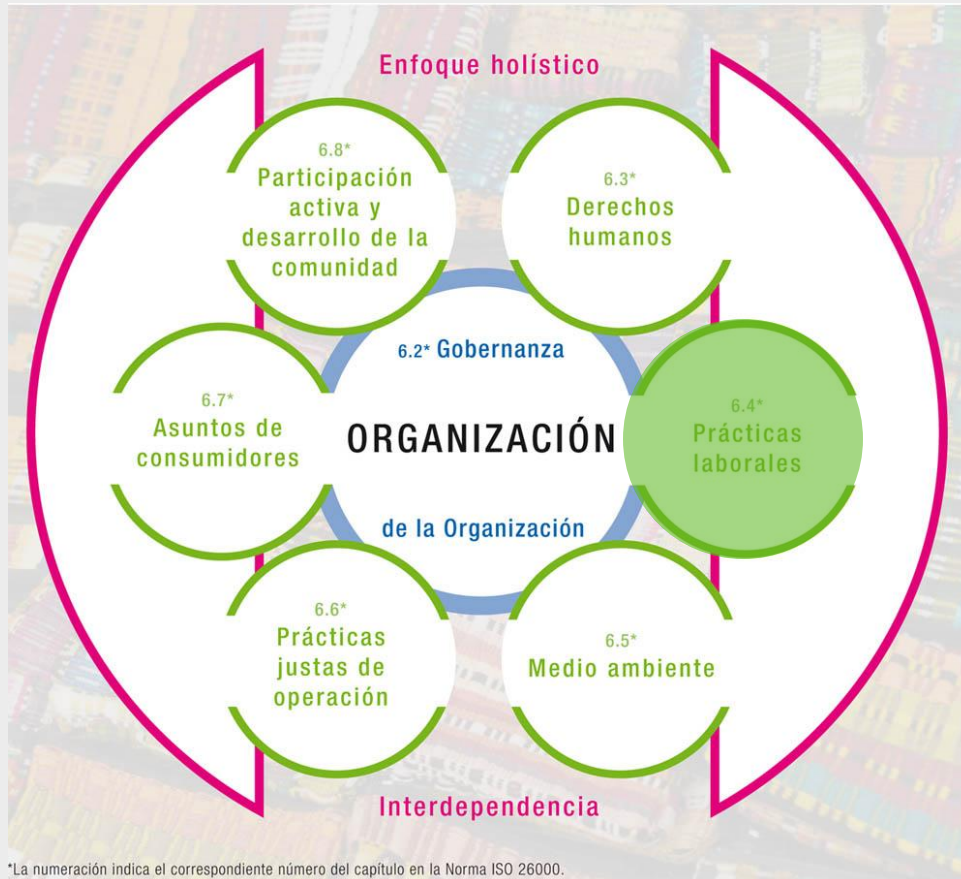 Enfoque holístico
6.8*
Participación
activa y
desarrollo de la
comunidad
6.3*
Derechos
humanos
6.2* Gobernanza
6.7*
Asuntos de
consumidores
ORGANIZACIÓN
6.4*
Prácticas
laborales
de la Organización
6.6*
Prácticas
justas de
operación
6.5*
Medio ambiente
Interdependencia
*La numeración indica el correspondiente número del capítulo en la Norma ISO 26000.